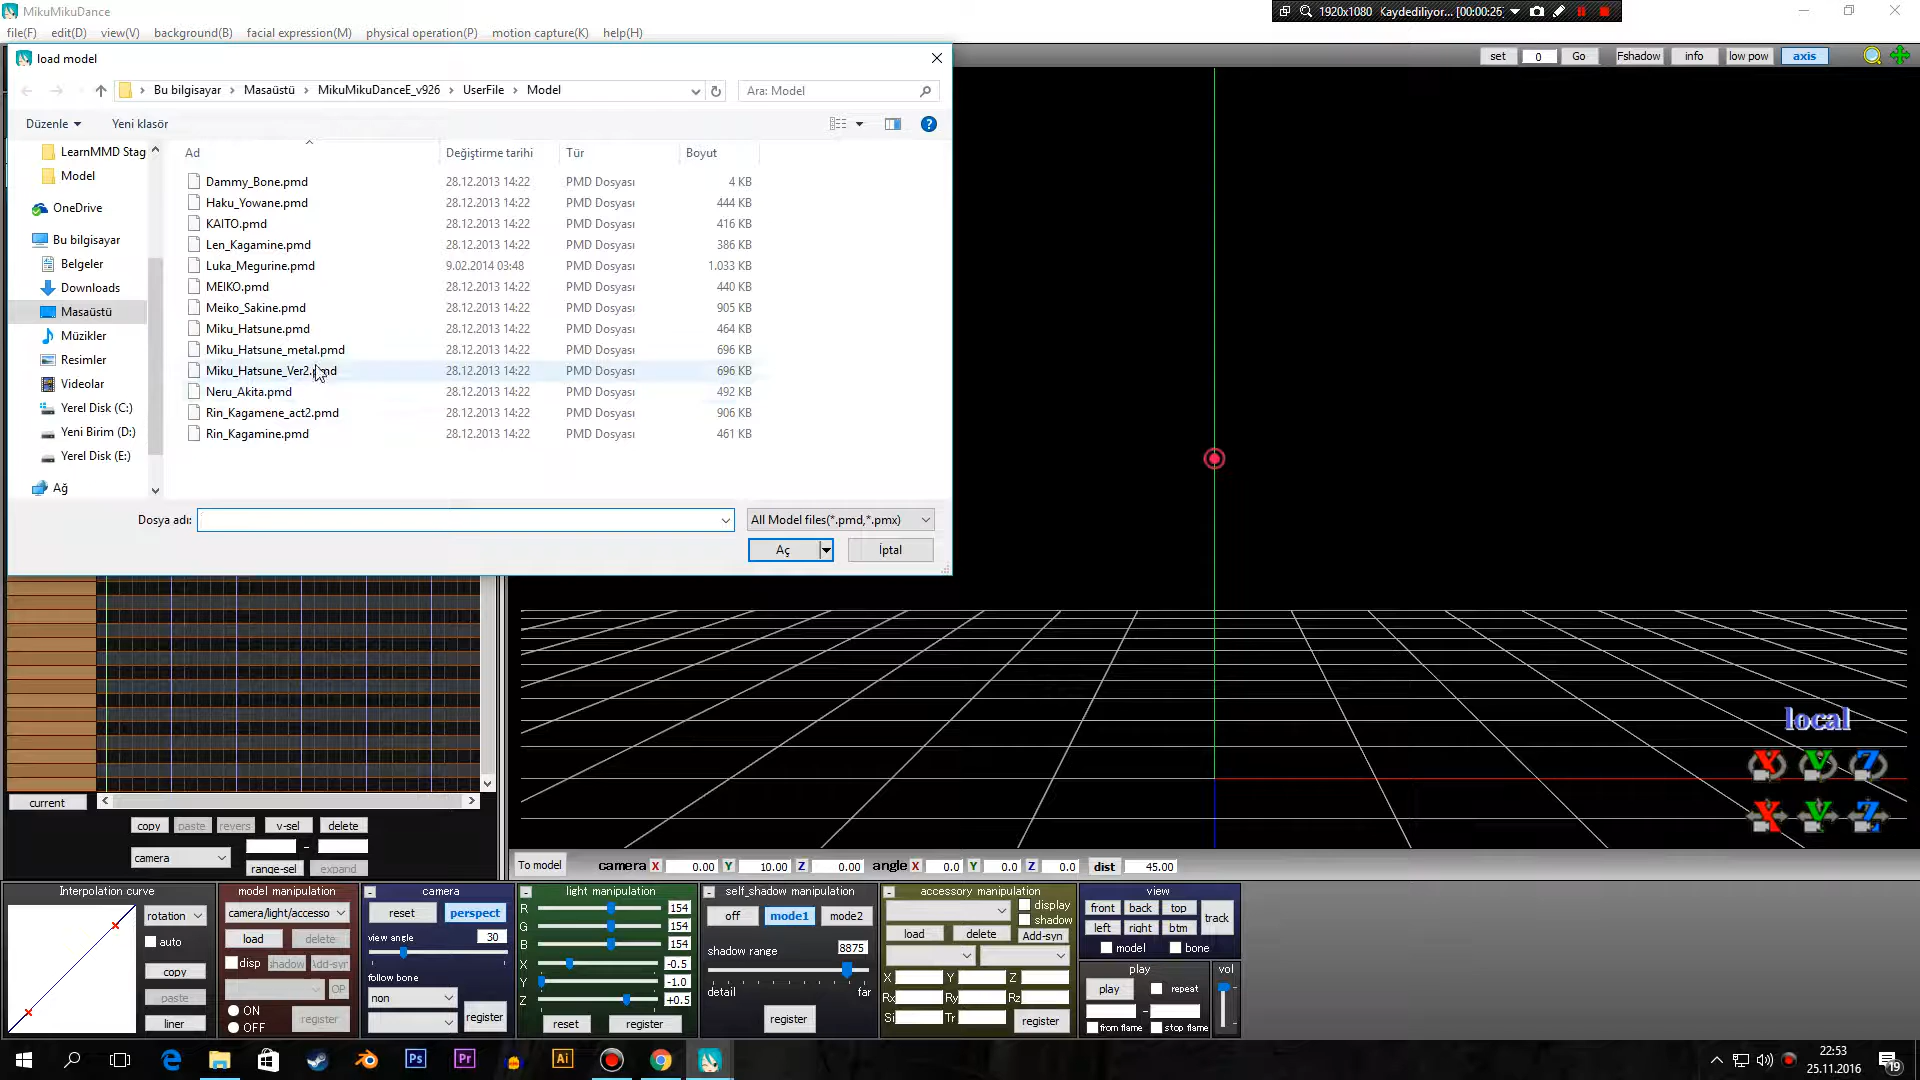 MikuMikuDance
1920x1080 Kaydediliyor... [00:00:26]
file(F) edit(D) view(V) background(B) facial expression(M) physical operation(P) motion capture(K) help(H)
load model
set 0 Go Fshadow info low pow axis
Bu bilgisayar Masaüstü MikuMikuDanceE_v926 UserFile Model
Ara: Model
Düzenle Yeni klasör
Ad Değiştirme tarihi Tür Boyut
LearnMMD Stag
Model
OneDrive
Bu bilgisayar
Belgeler
Downloads
Masaüstü
Müzikler
Resimler
Videolar
Yerel Disk (C:)
Yeni Birim (D:)
Yerel Disk (E:)
Ağ
Dammy_Bone.pmd 28.12.2013 14:22 PMD Dosyası 4 KB
Haku_Yowane.pmd 28.12.2013 14:22 PMD Dosyası 444 KB
KAITO.pmd 28.12.2013 14:22 PMD Dosyası 416 KB
Len_Kagamine.pmd 28.12.2013 14:22 PMD Dosyası 386 KB
Luka_Megurine.pmd 9.02.2014 03:48 PMD Dosyası 1.033 KB
MEIKO.pmd 28.12.2013 14:22 PMD Dosyası 440 KB
Meiko_Sakine.pmd 28.12.2013 14:22 PMD Dosyası 905 KB
Miku_Hatsune.pmd 28.12.2013 14:22 PMD Dosyası 464 KB
Miku_Hatsune_metal.pmd 28.12.2013 14:22 PMD Dosyası 696 KB
Miku_Hatsune_Ver2.pmd 28.12.2013 14:22 PMD Dosyası 696 KB
Neru_Akita.pmd 28.12.2013 14:22 PMD Dosyası 492 KB
Rin_Kagamene_act2.pmd 28.12.2013 14:22 PMD Dosyası 906 KB
Rin_Kagamine.pmd 28.12.2013 14:22 PMD Dosyası 461 KB
Dosya adı: All Model files(*.pmd,*.pmx)
Aç İptal
local
X Y Z
X Y Z
current
copy paste revers v-sel delete
camera -
range-sel expand
To model camera X 0.00 Y 10.00 Z 0.00 angle X 0.0 Y 0.0 Z 0.0 dist 45.00
Interpolation curve
rotation
auto
copy
paste
liner
model manipulation
camera/light/accesso
load delete
disp shadow Add-syn
OP
ON
OFF
register
camera
reset perspect
view angle 30
follow bone
non
register
light manipulation
R 154
G 154
B 154
X -0.5
Y -1.0
Z +0.5
reset register
self_shadow manipulation
off mode1 mode2
shadow range 8875
detail far
register
accessory manipulation
display
shadow
load delete Add-syn
X Y Z
Rx Ry Rz
Si Tr register
view
front back top
left right btm
track
model bone
play
play repeat
-
from flame stop flame
vol
Ps Pr Ai
22:53
25.11.2016
19